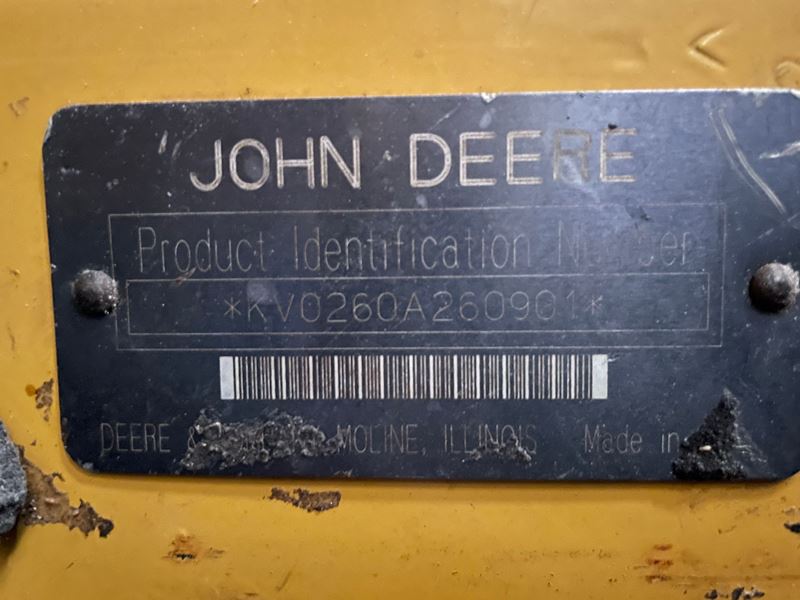 JOHN DEERE
Product Identification Number
*KV0260A260901*
DEERE & MOLINE, ILLINOIS Made in